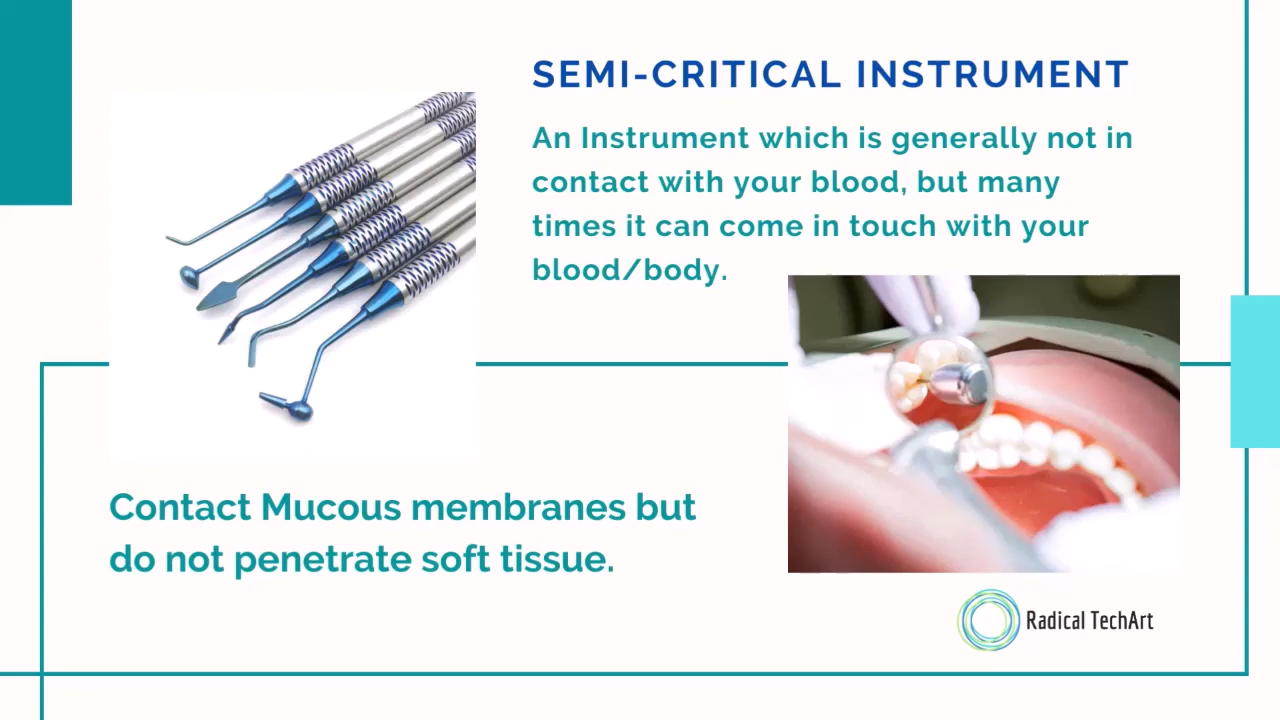 SEMI-CRITICAL INSTRUMENT
An Instrument which is generally not in
contact with your blood, but many
times it can come in touch with your
blood/body.
Contact Mucous membranes but
do not penetrate soft tissue.
Radical TechArt